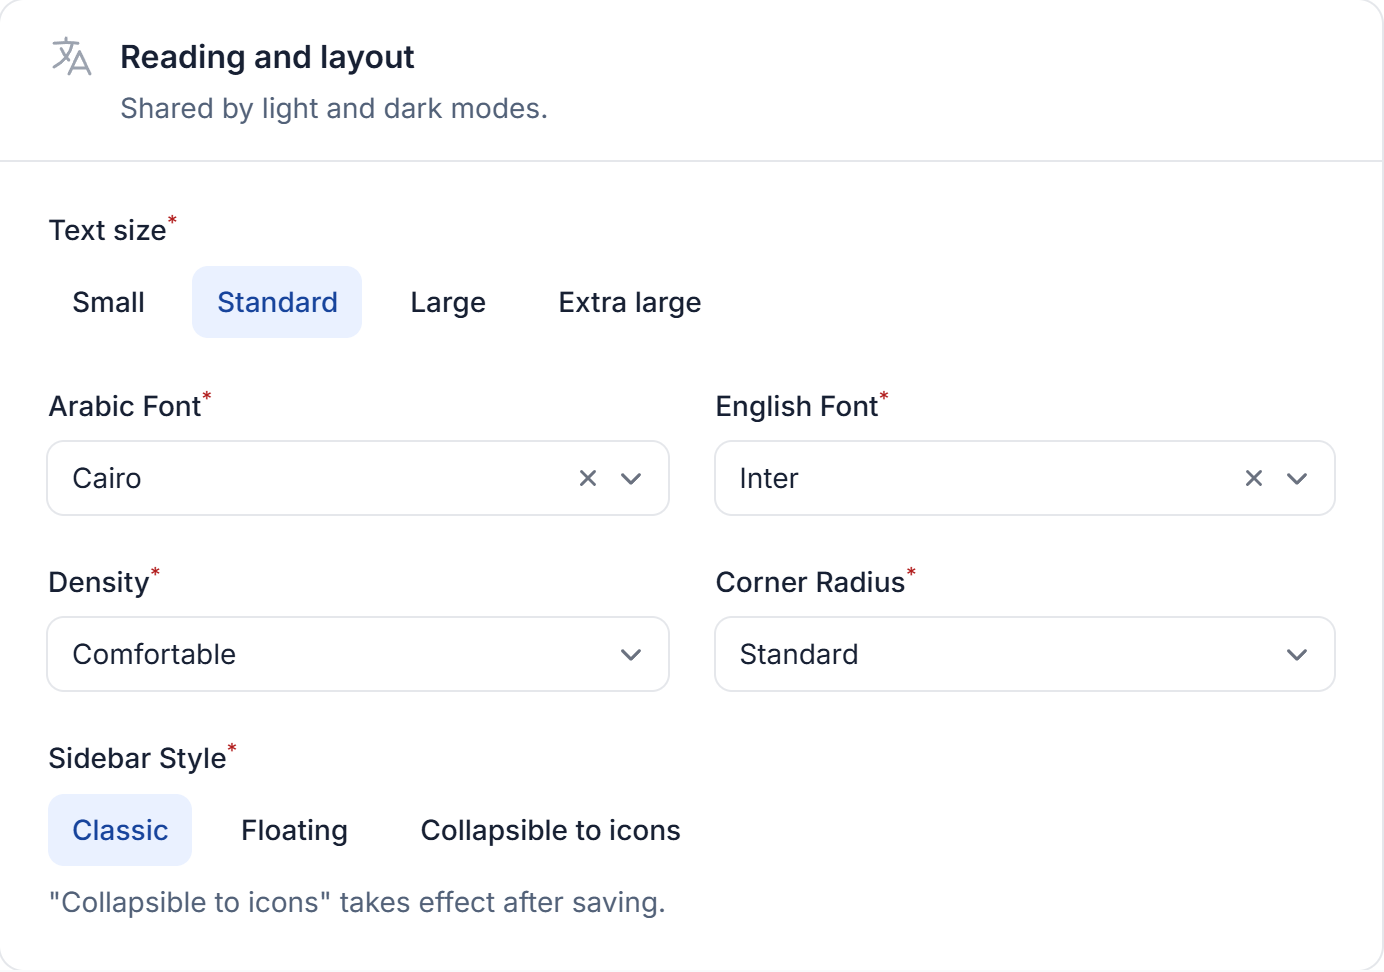 Reading and layout
Shared by light and dark modes.
Text size*
Small Standard Large Extra large
Arabic Font* English Font*
Cairo Inter
Density* Corner Radius*
Comfortable Standard
Sidebar Style*
Classic Floating Collapsible to icons
"Collapsible to icons" takes effect after saving.